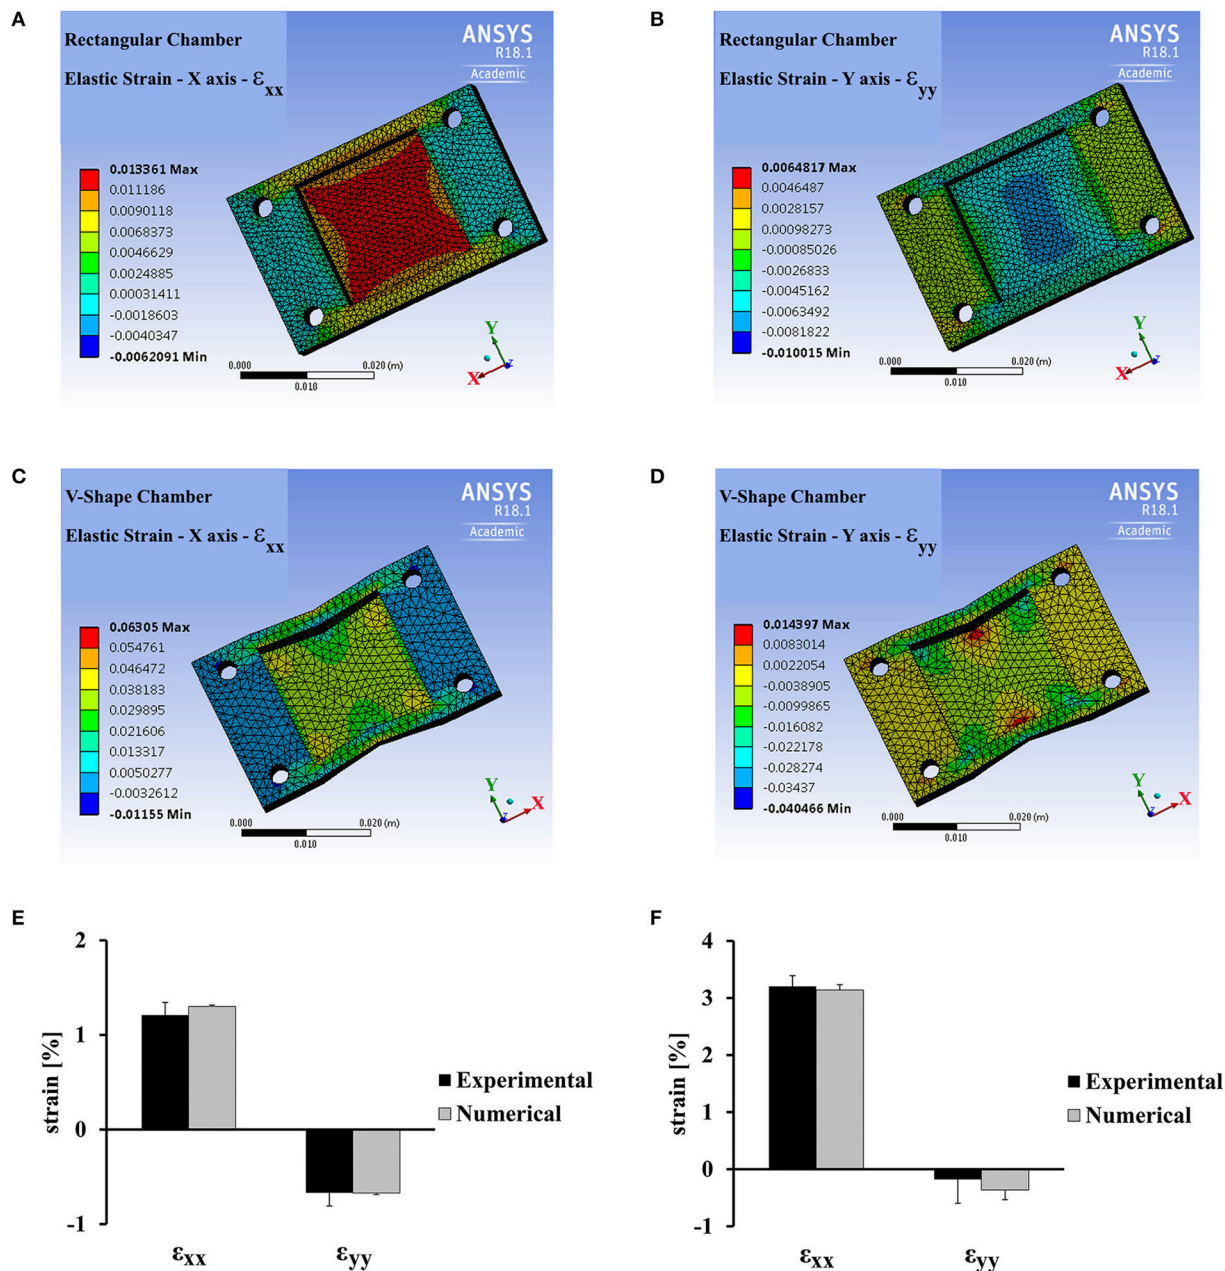 A
Rectangular Chamber
Elastic Strain - X axis - εxx
ANSYS
R18.1
Academic
0.013361 Max
0.011186
0.0090118
0.0068373
0.0046629
0.0024885
0.00031411
-0.0018603
-0.0040347
-0.0062091 Min
0.000
0.020 (m)
0.010
Y
X
Z
B
Rectangular Chamber
Elastic Strain - Y axis - εyy
ANSYS
R18.1
Academic
0.0064817 Max
0.0046487
0.0028157
0.00098273
-0.00085026
-0.0026833
-0.0045162
-0.0063492
-0.0081822
-0.010015 Min
0.000
0.020 (m)
0.010
Y
X
Z
C
V-Shape Chamber
Elastic Strain - X axis - εxx
ANSYS
R18.1
Academic
0.06305 Max
0.054761
0.046472
0.038183
0.029895
0.021606
0.013317
0.0050277
-0.0032612
-0.01155 Min
0.000
0.020 (m)
0.010
Y
X
Z
D
V-Shape Chamber
Elastic Strain - Y axis - εyy
ANSYS
R18.1
Academic
0.014397 Max
0.0083014
0.0022054
-0.0038905
-0.0099865
-0.016082
-0.022178
-0.028274
-0.03437
-0.040466 Min
0.000
0.020 (m)
0.010
Y
X
Z
E
2
1
0
-1
strain [%]
εxx
εyy
Experimental
Numerical
F
4
3
2
1
0
-1
strain [%]
εxx
εyy
Experimental
Numerical